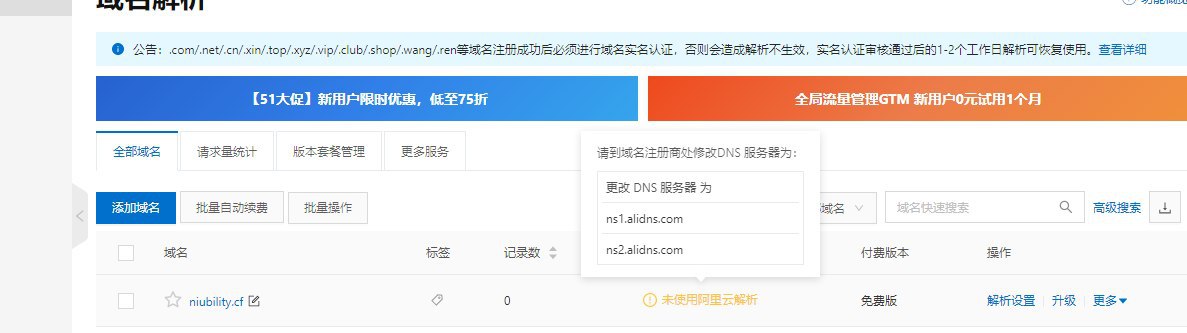 域名解析
功能概览
公告：.com/.net/.cn/.xin/.top/.xyz/.vip/.club/.shop/.wang/.ren等域名注册成功后必须进行域名实名认证，否则会造成解析不生效，实名认证审核通过后的1-2个工作日解析可恢复使用。查看详细
【51大促】新用户限时优惠，低至75折
全局流量管理GTM 新用户0元试用1个月
全部域名 请求量统计 版本套餐管理 更多服务
请到域名注册商处修改DNS 服务器为：
更改 DNS 服务器 为
ns1.alidns.com
ns2.alidns.com
添加域名 批量自动续费 批量操作 域名 域名快速搜索 高级搜索
域名 标签 记录数 付费版本 操作
niubility.cf 0 未使用阿里云解析 免费版 解析设置 升级 更多